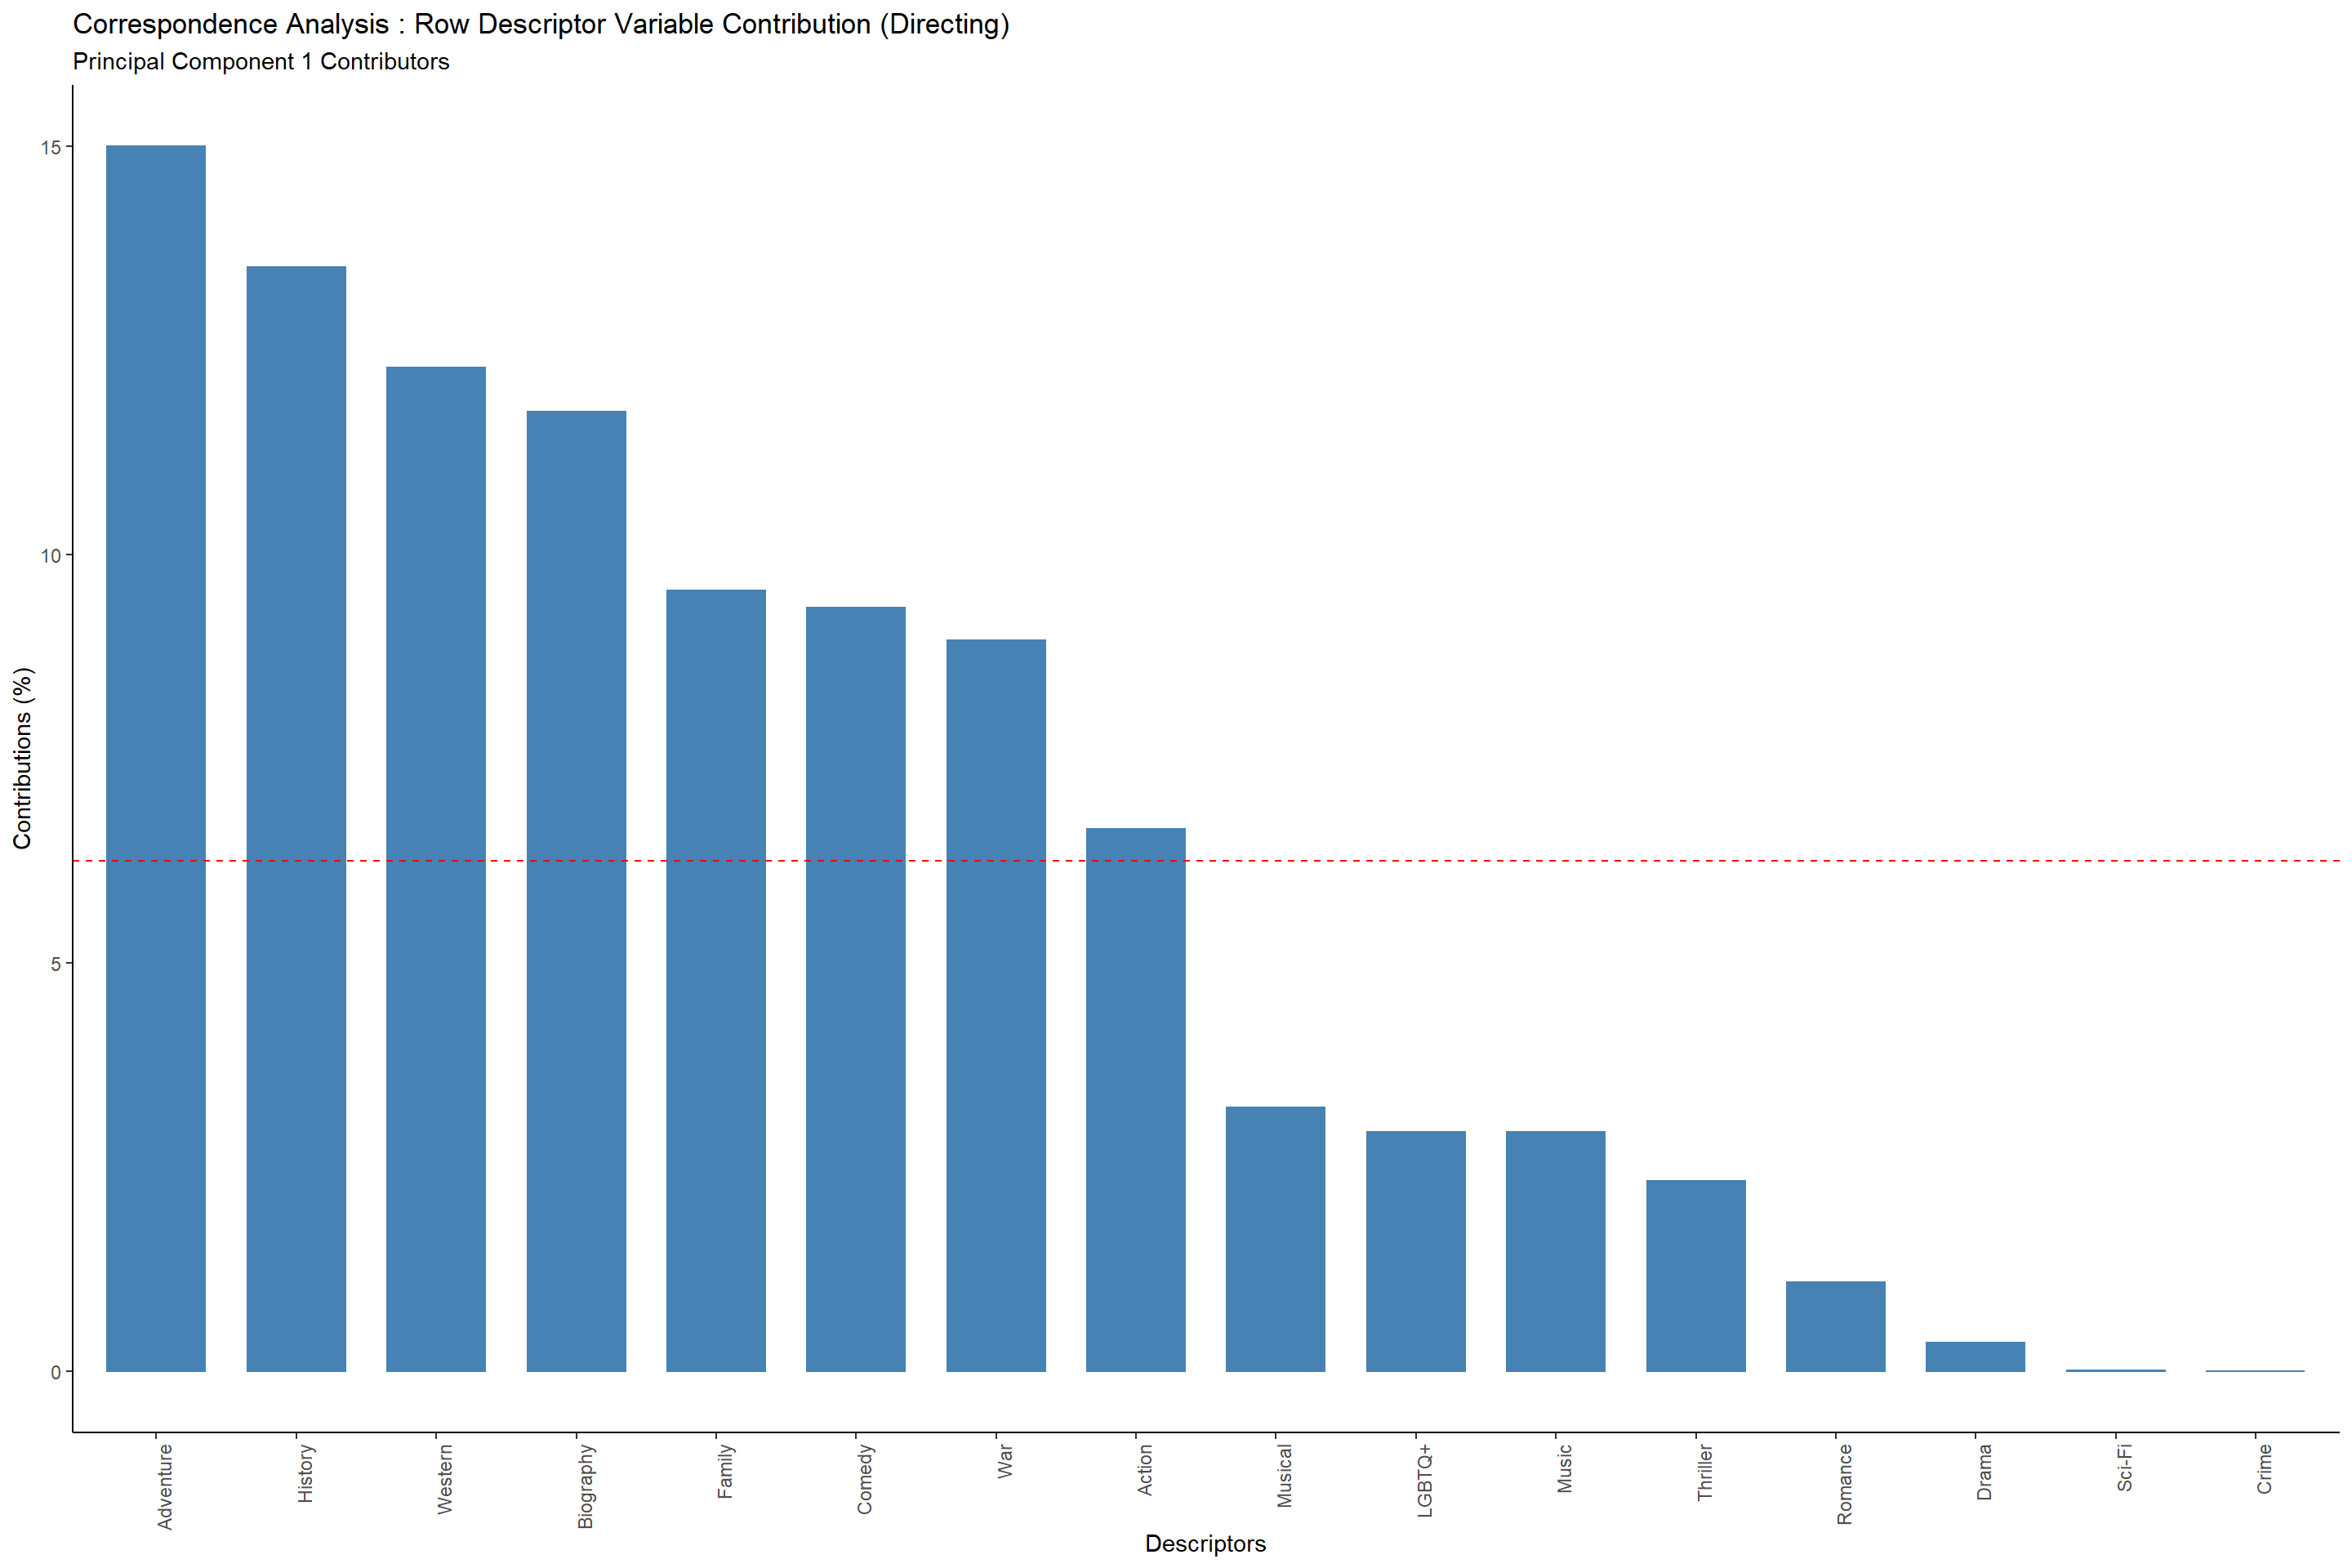 Correspondence Analysis : Row Descriptor Variable Contribution (Directing)
Principal Component 1 Contributors
Contributions (%)
15
10
5
0
Adventure
History
Western
Biography
Family
Comedy
War
Action
Musical
LGBTQ+
Music
Thriller
Romance
Drama
Sci-Fi
Crime
Descriptors